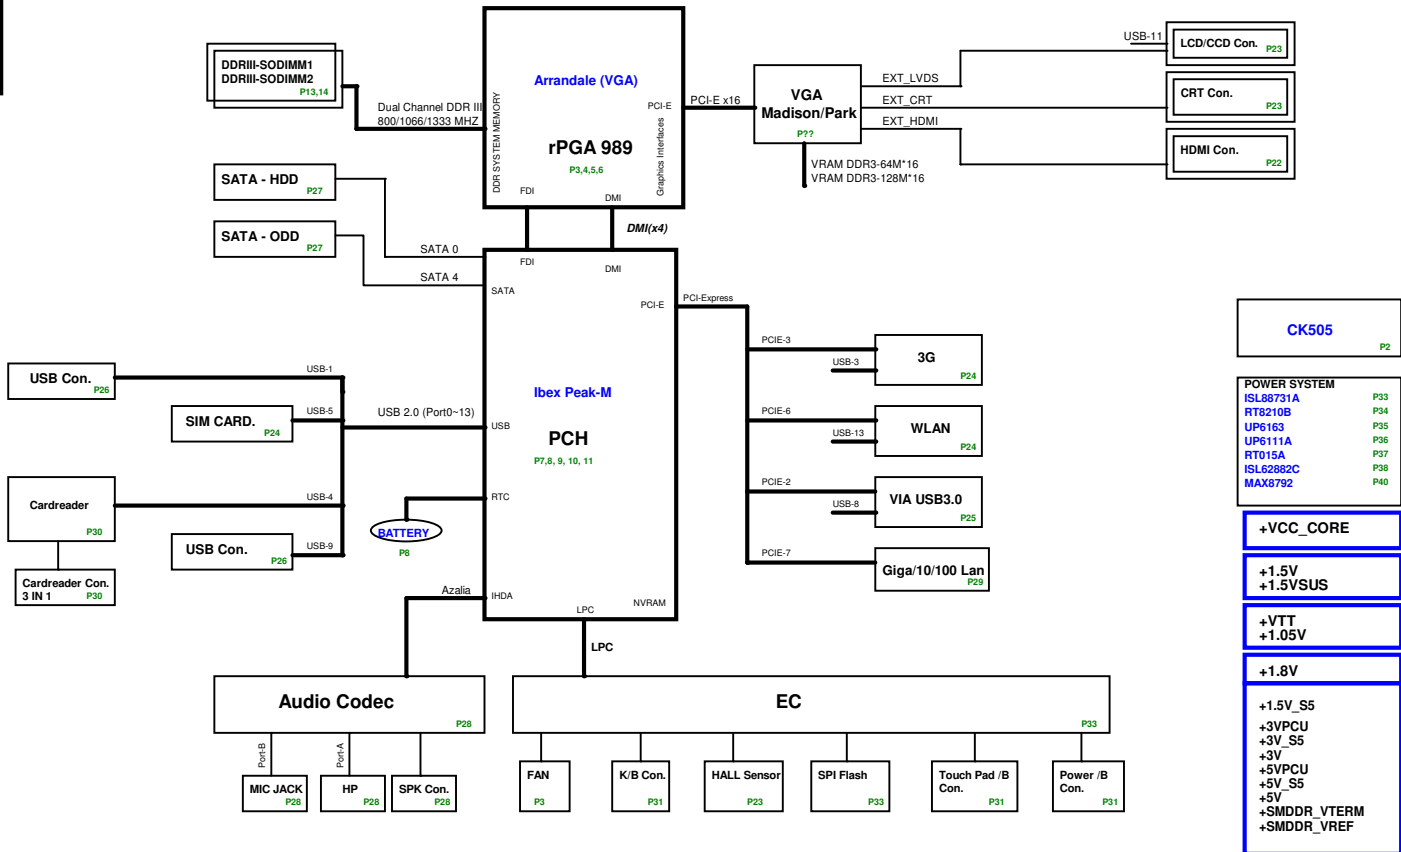 DDRIII-SODIMM1
DDRIII-SODIMM2
P13,14
Dual Channel DDR III
800/1066/1333 MHZ
DDR SYSTEM MEMORY
Arrandale (VGA)
rPGA 989
P3,4,5,6
PCI-E
Graphics Interfaces
FDI
DMI
PCI-E x16
VGA
Madison/Park
P??
VRAM DDR3-64M*16
VRAM DDR3-128M*16
EXT_LVDS
EXT_CRT
EXT_HDMI
USB-11
LCD/CCD Con.
P23
CRT Con.
P23
HDMI Con.
P22
SATA - HDD
P27
SATA - ODD
P27
SATA 0
SATA 4
DMI(x4)
FDI
DMI
SATA
PCI-E
PCI-Express
Ibex Peak-M
PCH
P7,8, 9, 10, 11
USB
RTC
IHDA
LPC
NVRAM
USB Con.
P26
USB-1
SIM CARD.
P24
USB-5
USB 2.0 (Port0~13)
Cardreader
P30
USB-4
USB Con.
P26
USB-9
Cardreader Con.
3 IN 1
P30
BATTERY
P8
Azalia
LPC
PCIE-3
USB-3
3G
P24
PCIE-6
USB-13
WLAN
P24
PCIE-2
USB-8
VIA USB3.0
P25
PCIE-7
Giga/10/100 Lan
P29
Audio Codec
P28
Port-B
Port-A
MIC JACK
P28
HP
P28
SPK Con.
P28
EC
P33
FAN
P3
K/B Con.
P31
HALL Sensor
P23
SPI Flash
P33
Touch Pad /B
Con.
P31
Power /B
Con.
P31
CK505
P2
POWER SYSTEM
ISL88731A P33
RT8210B P34
UP6163 P35
UP6111A P36
RT015A P37
ISL62882C P38
MAX8792 P40
+VCC_CORE
+1.5V
+1.5VSUS
+VTT
+1.05V
+1.8V
+1.5V_S5
+3VPCU
+3V_S5
+3V
+5VPCU
+5V_S5
+5V
+SMDDR_VTERM
+SMDDR_VREF